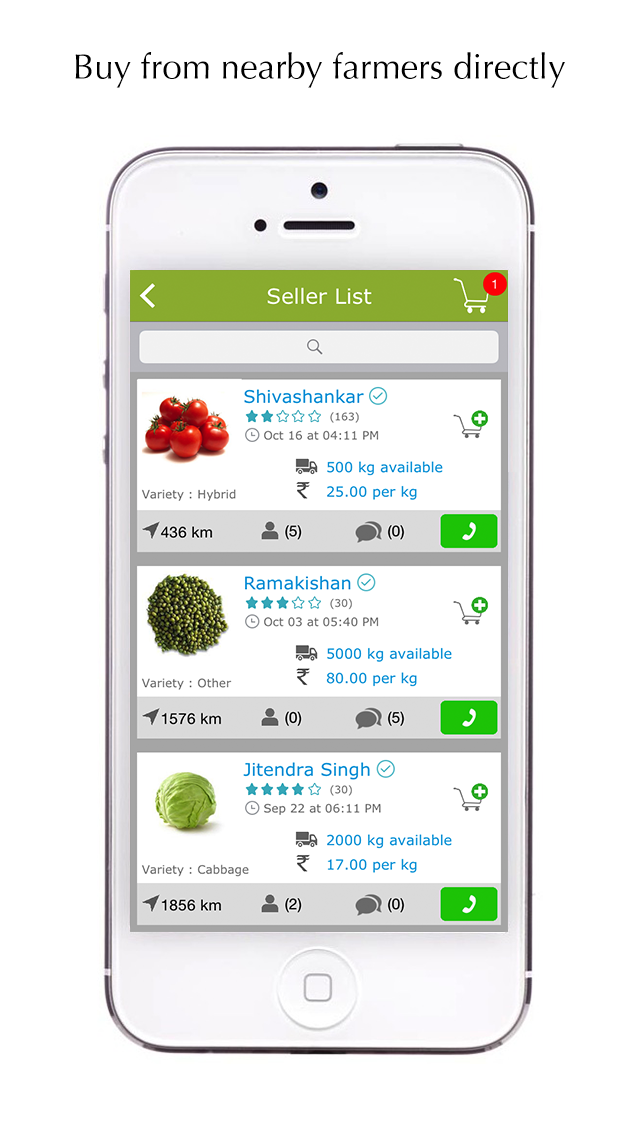 Buy from nearby farmers directly
Seller List
1
Shivashankar
(163)
Oct 16 at 04:11 PM
500 kg available
₹ 25.00 per kg
Variety : Hybrid
436 km (5) (0)
Ramakishan
(30)
Oct 03 at 05:40 PM
5000 kg available
₹ 80.00 per kg
Variety : Other
1576 km (0) (5)
Jitendra Singh
(30)
Sep 22 at 06:11 PM
2000 kg available
₹ 17.00 per kg
Variety : Cabbage
1856 km (2) (0)